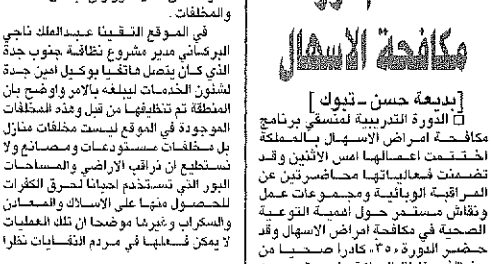 مكافحة الاسهال
[بديعة حسن - تبوك]
□ الدورة التدريبية لمنسقي برنامج
مكافحة امراض الاسهال بالمملكة
اختتمت اعمالها امس الاثنين وقد
تضمنت فعالياتها محاضرتين عن
المراقبة الوبائية ومجموعات عمل
ونقاش مستمر حول اهمية التوعية
الصحية في مكافحة امراض الاسهال وقد
حضر الدورة «٣٥» كادرا صحيا من
والمخلفات.
في الموقع التقينا عبدالملك ناجي
البركاتي مدير مشروع نظافة جنوب جدة
الذي كان يتصل هاتفيا بوكيل امين جدة
لشئون الخدمات ليبلغه بالامر واوضح بان
المنطقة تم تنظيفها من قبل وهذه المخلفات
الموجودة في الموقع ليست مخلفات منازل
بل مخلفات مستودعات ومصانع ولا
نستطيع ان نراقب الاراضي والمساحات
البور التي تستخدم احيانا لحرق الكفرات
للحصول منها على الاسلاك والمعادن
والسكراب وغيرها موضحا ان تلك العمليات
لا يمكن فعلها في مردم النفايات نظرا